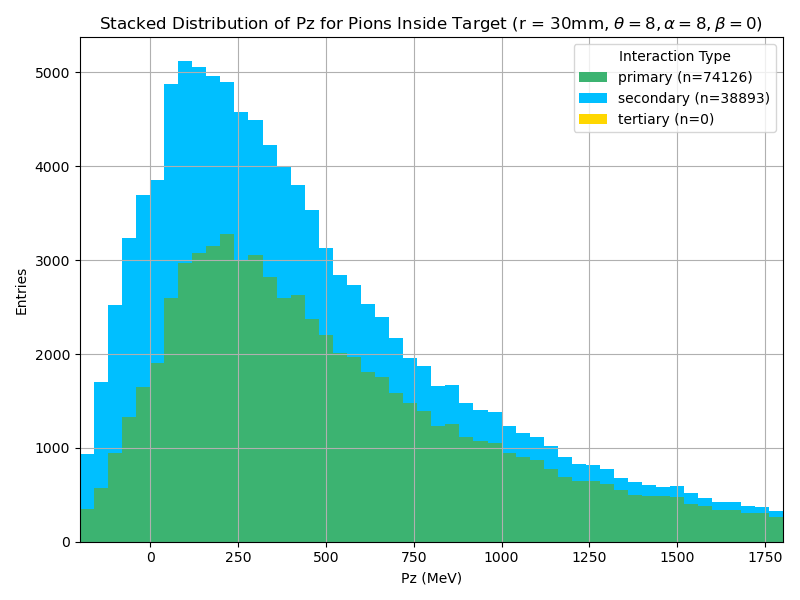 Stacked Distribution of Pz for Pions Inside Target (r = 30mm, θ = 8, α = 8, β = 0)
Interaction Type
primary (n=74126)
secondary (n=38893)
tertiary (n=0)
5000
4000
3000
2000
1000
0
Entries
0 250 500 750 1000 1250 1500 1750
Pz (MeV)